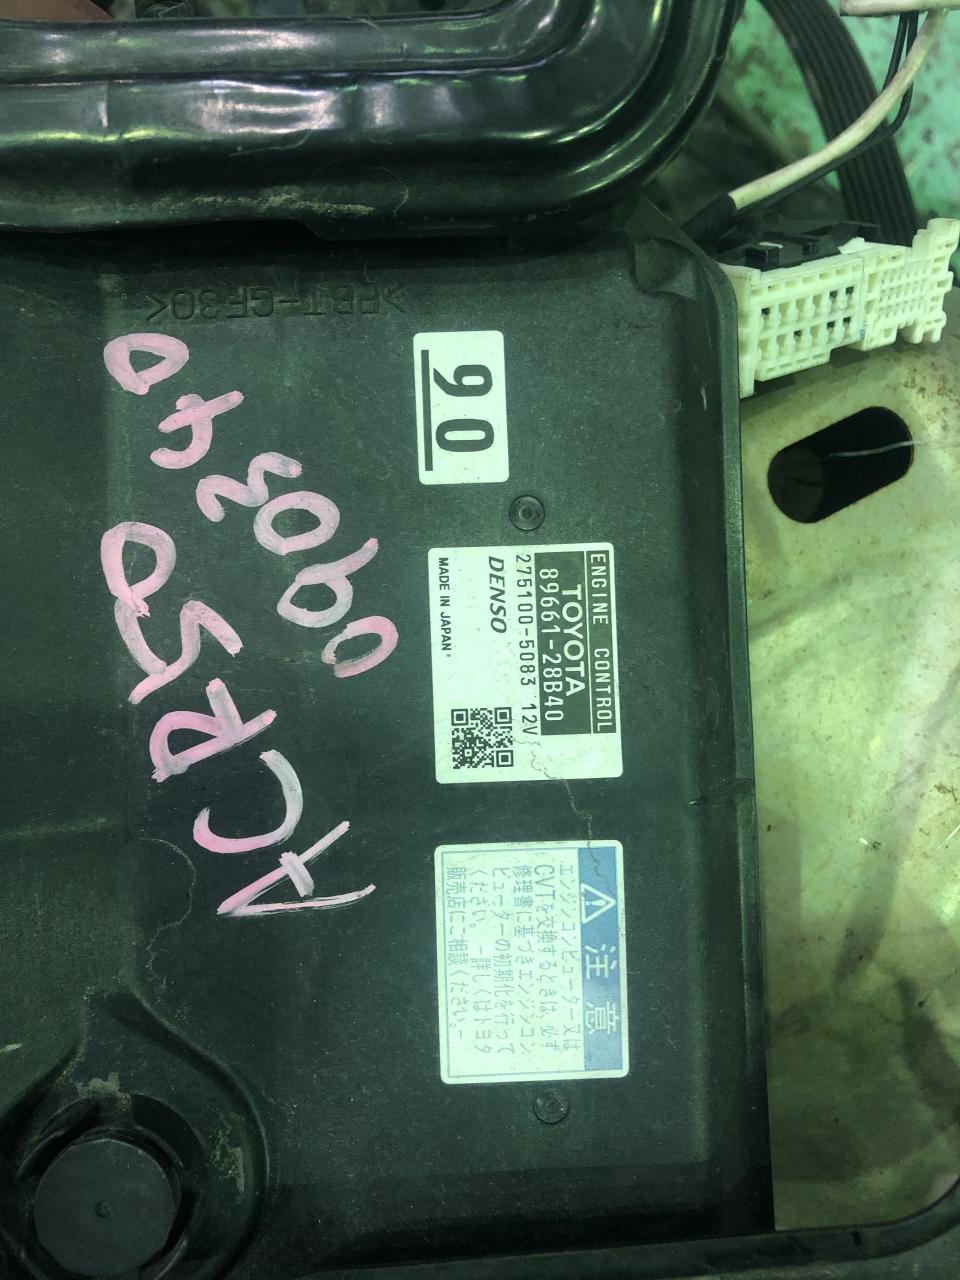 >PBT-GF30<
90
ENGINE CONTROL
TOYOTA
89661-28B40
275100-5083 12V
DENSO
MADE IN JAPAN
注意
エンジンコンピューター又は
CVTを交換するときは、必ず
修理書に基づきエンジンコン
ピューターの初期化を行って
ください。 －詳しくはトヨタ
販売店にご相談ください。－
090340
ACR50